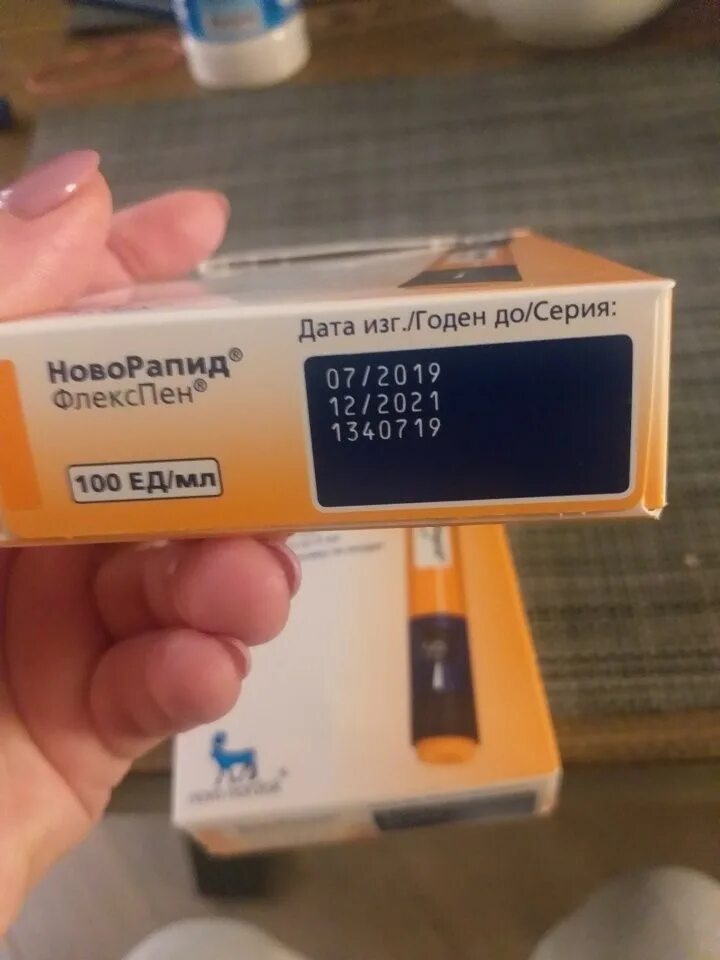 Дата изг./Годен до/Серия:
НовоРапид®
ФлексПен®
07/2019
12/2021
1340719
100 ЕД/мл